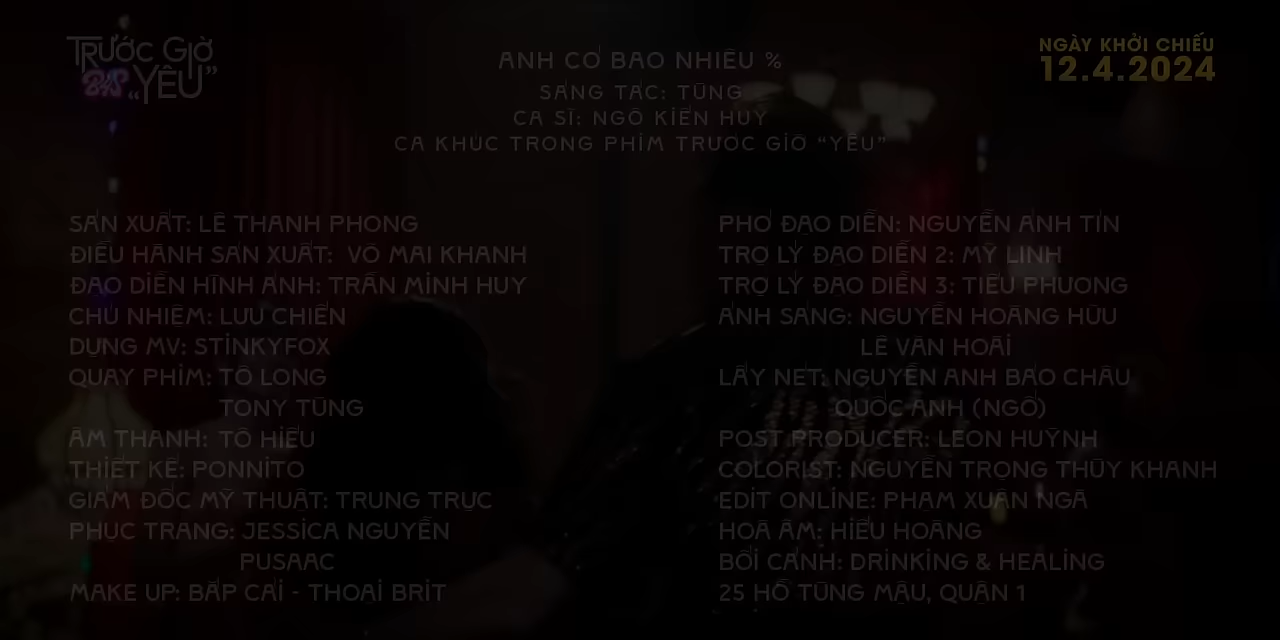 TRƯỚC GIỜ
“YÊU”
NGÀY KHỞI CHIẾU
12.4.2024
ANH CÓ BAO NHIÊU %
SÁNG TÁC: TÙNG
CA SĨ: NGÔ KIẾN HUY
CA KHÚC TRONG PHIM TRƯỚC GIỜ “YÊU”
SẢN XUẤT: LÊ THANH PHONG
ĐIỀU HÀNH SẢN XUẤT: VÕ MAI KHANH
ĐẠO DIỄN HÌNH ẢNH: TRẦN MINH HUY
CHỦ NHIỆM: LƯU CHIẾN
DỰNG MV: STINKYFOX
QUAY PHIM: TÔ LONG
TONY TÙNG
ÂM THANH: TÔ HIẾU
THIẾT KẾ: PONNITO
GIÁM ĐỐC MỸ THUẬT: TRUNG TRỰC
PHỤC TRANG: JESSICA NGUYỄN
PUSAAC
MAKE UP: BẮP CẢI - THOẠI BRIT
PHÓ ĐẠO DIỄN: NGUYỄN ÁNH TÍN
TRỢ LÝ ĐẠO DIỄN 2: MỸ LINH
TRỢ LÝ ĐẠO DIỄN 3: TIỂU PHƯƠNG
ÁNH SÁNG: NGUYỄN HOÀNG HỮU
LÊ VĂN HOÀI
LẤY NÉT: NGUYỄN ANH BẢO CHÂU
QUỐC ANH (NGỐ)
POST PRODUCER: LEON HUỲNH
COLORIST: NGUYỄN TRỌNG THÙY KHANH
EDIT ONLINE: PHẠM XUÂN NGÃ
HOÀ ÂM: HIẾU HOÀNG
BỐI CẢNH: DRINKING & HEALING
25 HỒ TÙNG MẬU, QUẬN 1